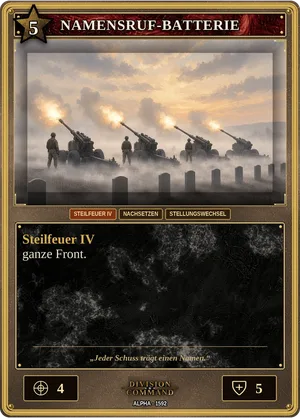 5
NAMENSRUF-BATTERIE
STEILFEUER IV
NACHSETZEN
STELLUNGSWECHSEL
Steilfeuer IV
ganze Front.
„Jeder Schuss trägt einen Namen.“
DIVISION
COMMAND
ALPHA - 1592
4
5